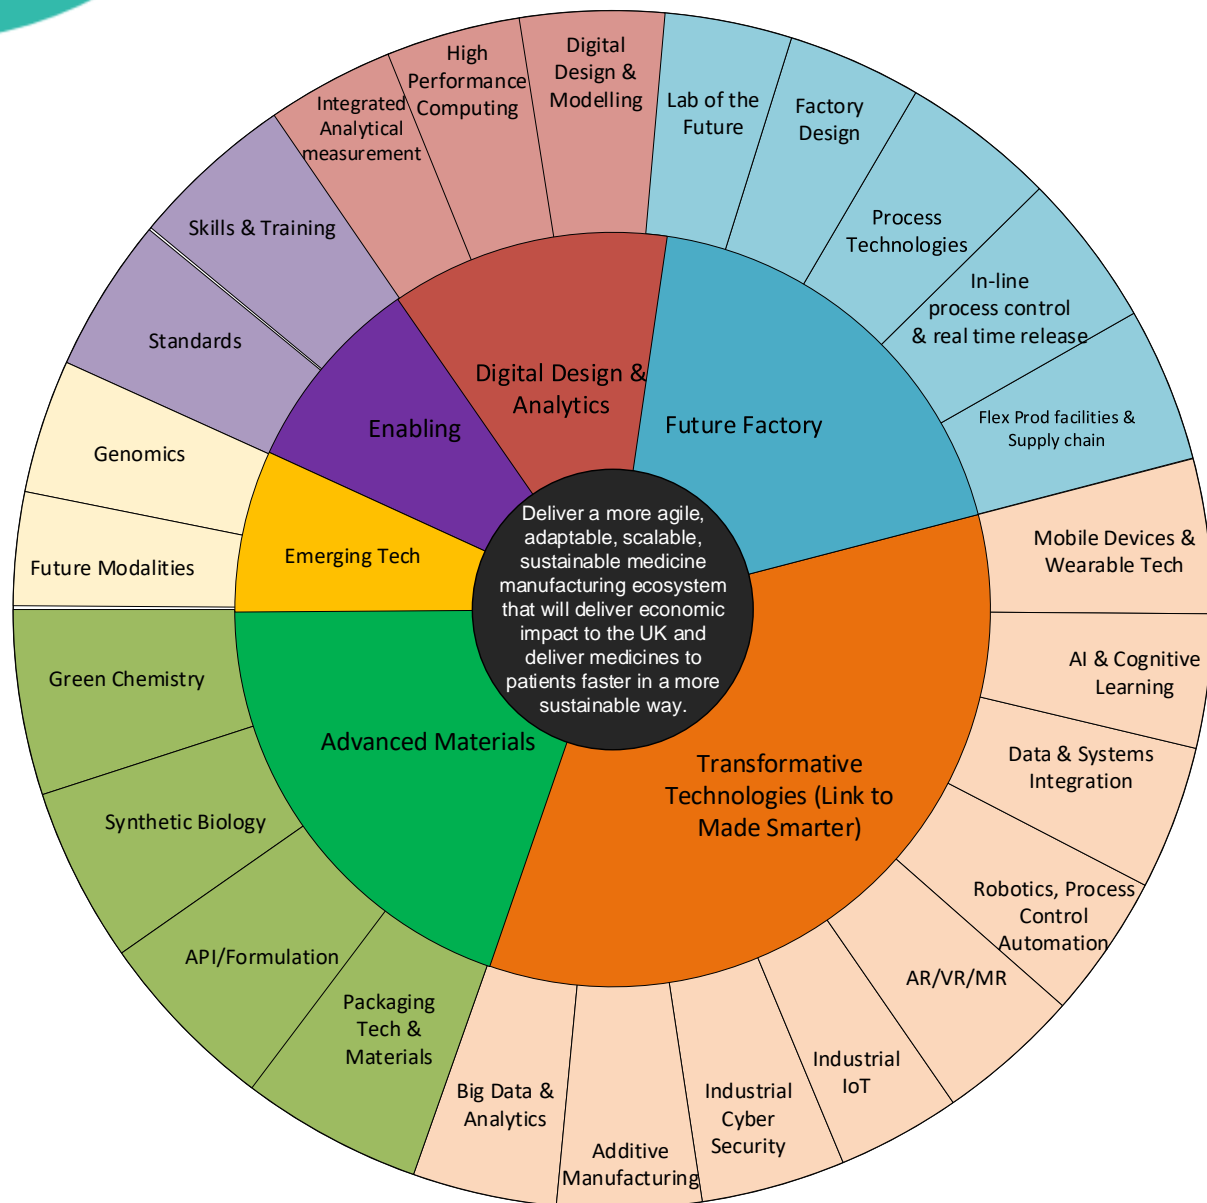 Integrated
Analytical
measurement
High
Performance
Computing
Digital
Design &
Modelling
Lab of the
Future
Factory
Design
Process
Technologies
In-line
process control
& real time release
Flex Prod facilities &
Supply chain
Mobile Devices &
Wearable Tech
AI & Cognitive
Learning
Data & Systems
Integration
Robotics, Process
Control
Automation
AR/VR/MR
Industrial
IoT
Industrial
Cyber
Security
Additive
Manufacturing
Big Data &
Analytics
Packaging
Tech &
Materials
API/Formulation
Synthetic Biology
Green Chemistry
Future Modalities
Genomics
Standards
Skills & Training
Digital Design &
Analytics
Future Factory
Transformative
Technologies (Link to
Made Smarter)
Advanced Materials
Emerging Tech
Enabling
Deliver a more agile,
adaptable, scalable,
sustainable medicine
manufacturing ecosystem
that will deliver economic
impact to the UK and
deliver medicines to
patients faster in a more
sustainable way.